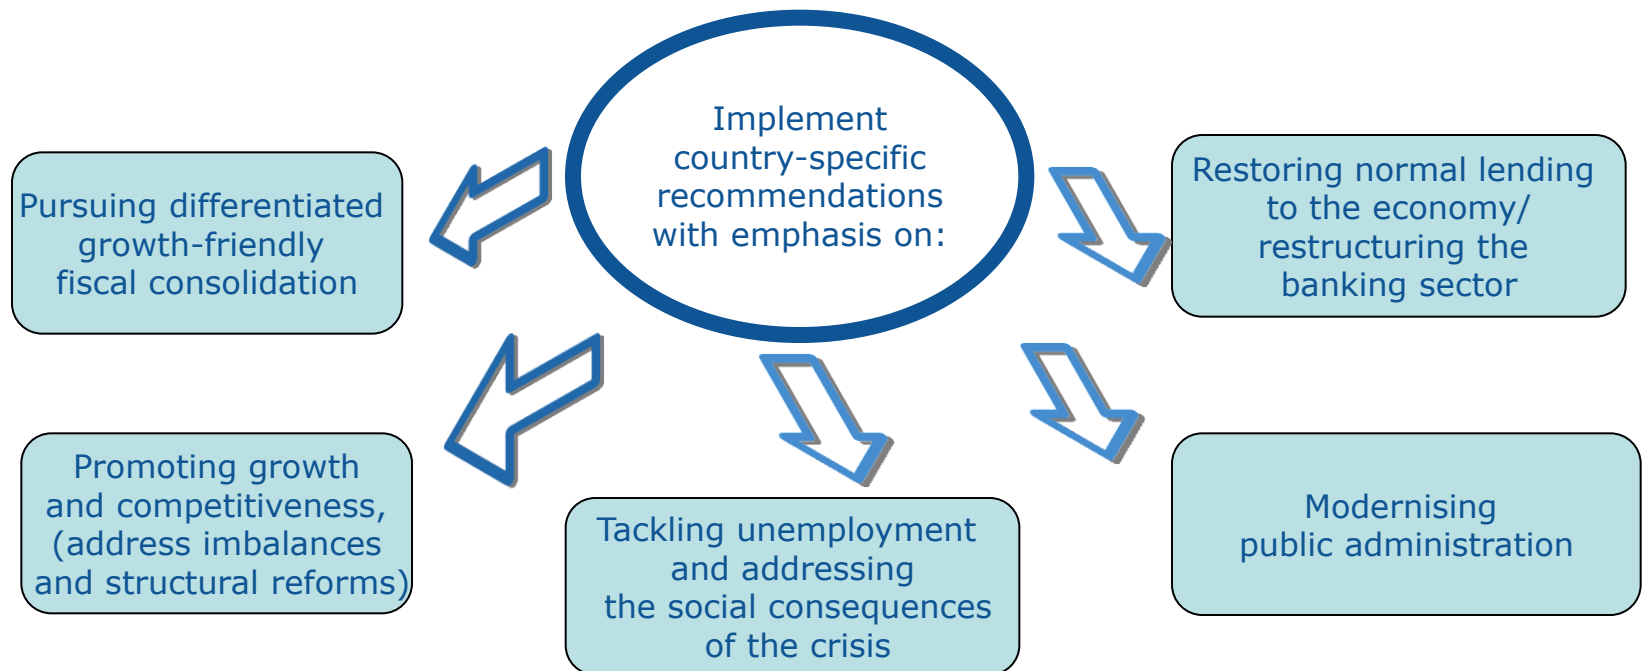 Implement
country-specific
recommendations
with emphasis on:
Pursuing differentiated
growth-friendly
fiscal consolidation
Restoring normal lending
to the economy/
restructuring the
banking sector
Promoting growth
and competitiveness,
(address imbalances
and structural reforms)
Tackling unemployment
and addressing
the social consequences
of the crisis
Modernising
public administration